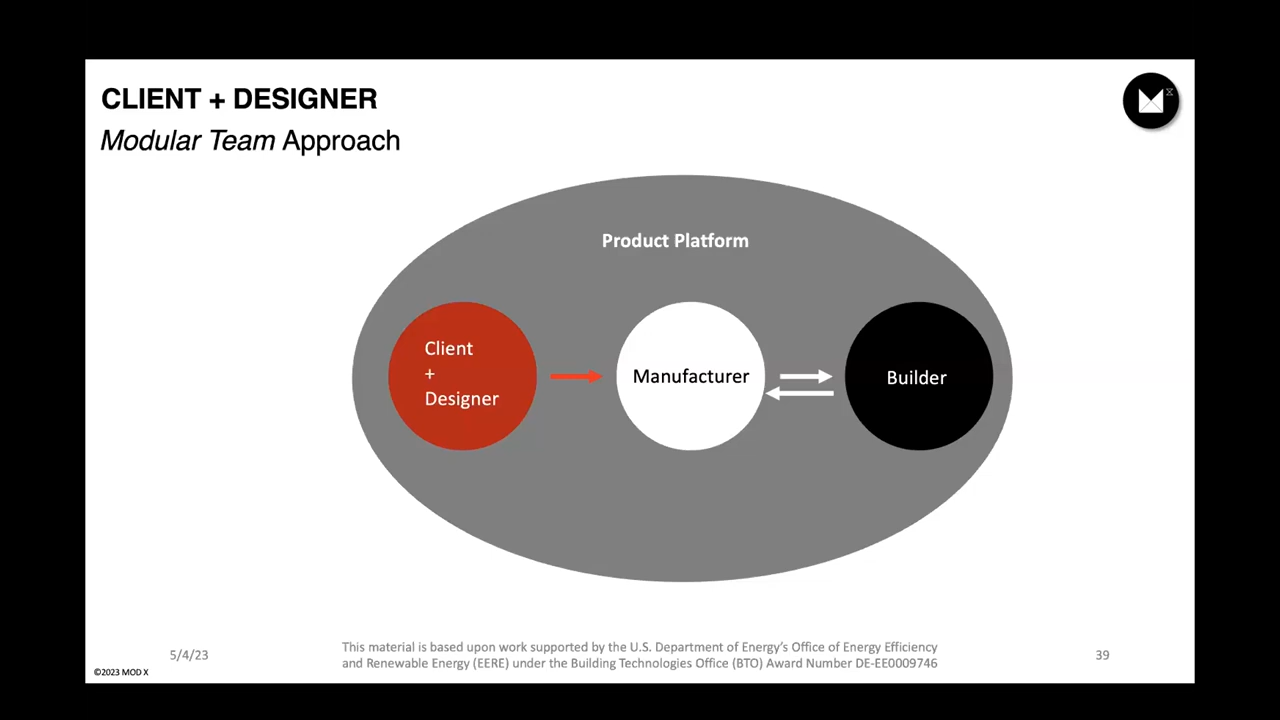 CLIENT + DESIGNER
Modular Team Approach
Product Platform
Client
+
Designer
Manufacturer
Builder
5/4/23
This material is based upon work supported by the U.S. Department of Energy's Office of Energy Efficiency
and Renewable Energy (EERE) under the Building Technologies Office (BTO) Award Number DE-EE0009746
39
©2023 MOD X